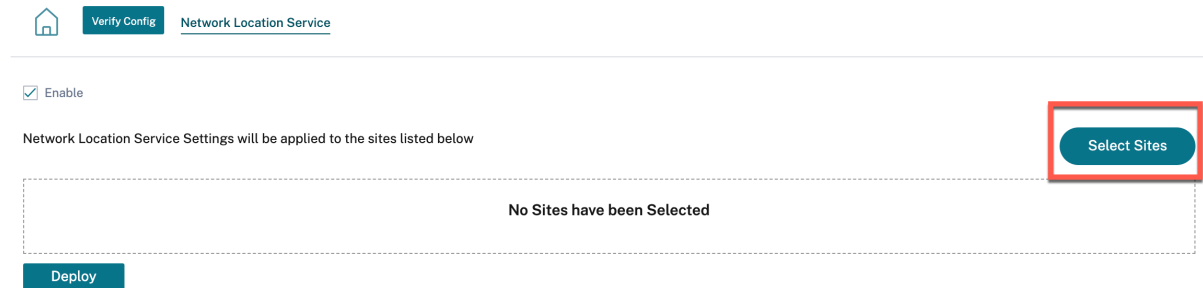 Verify Config
Network Location Service
Enable
Network Location Service Settings will be applied to the sites listed below
Select Sites
No Sites have been Selected
Deploy